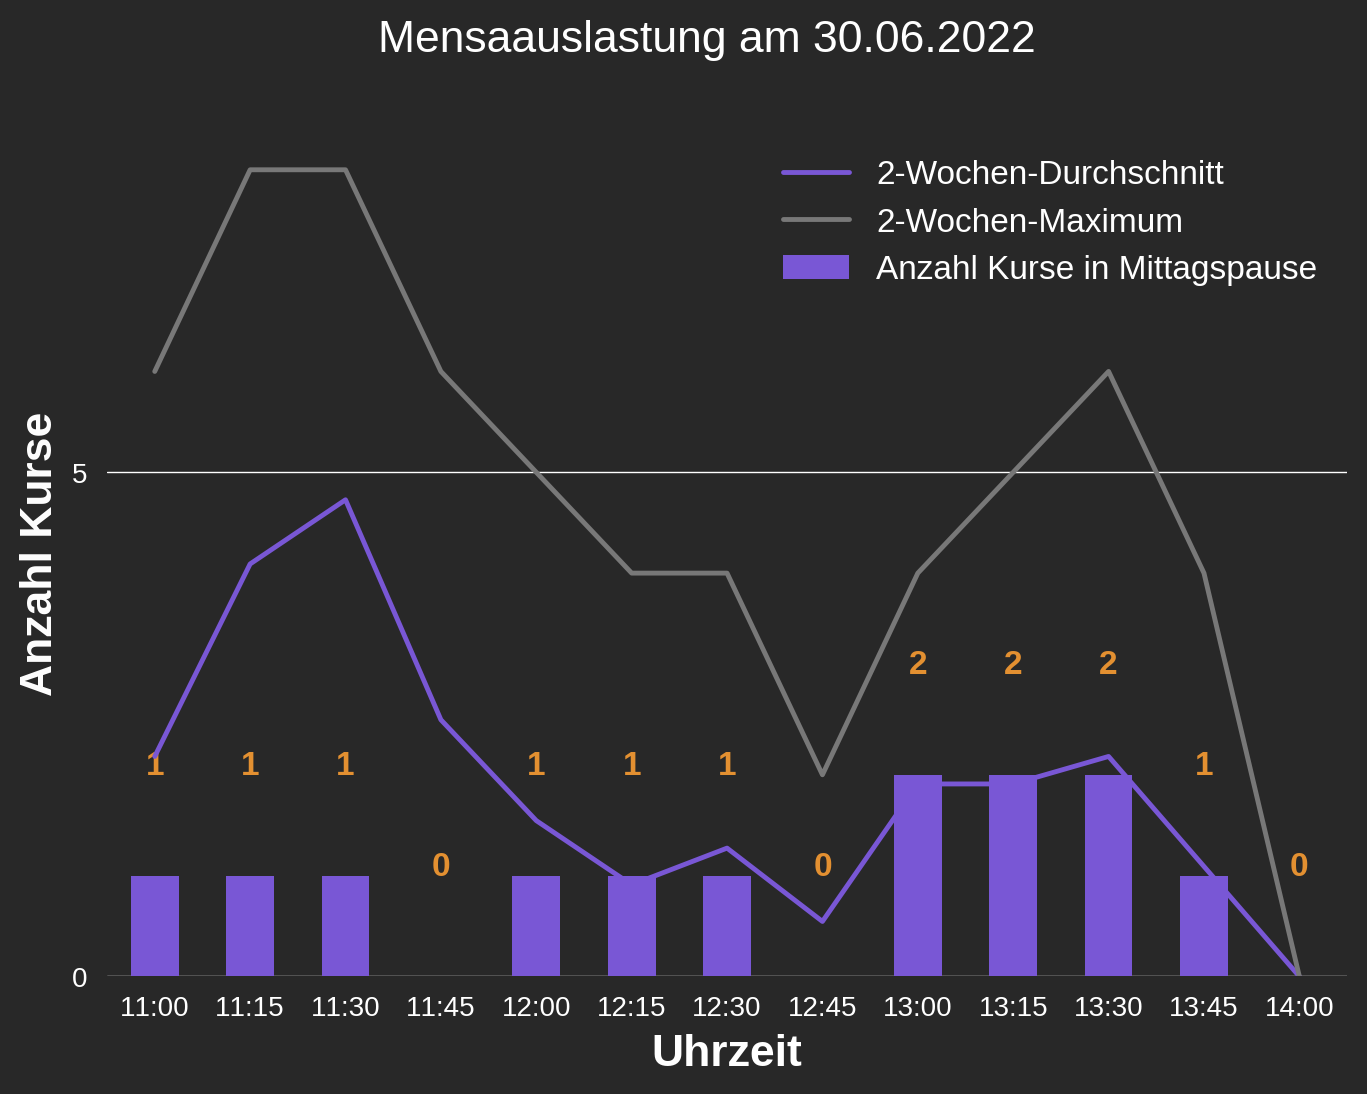 Mensaauslastung am 30.06.2022
2-Wochen-Durchschnitt
2-Wochen-Maximum
Anzahl Kurse in Mittagspause
Anzahl Kurse
5
0
2 2 2
1 1 1 1 1 1 1
0 0 0
11:00 11:15 11:30 11:45 12:00 12:15 12:30 12:45 13:00 13:15 13:30 13:45 14:00
Uhrzeit